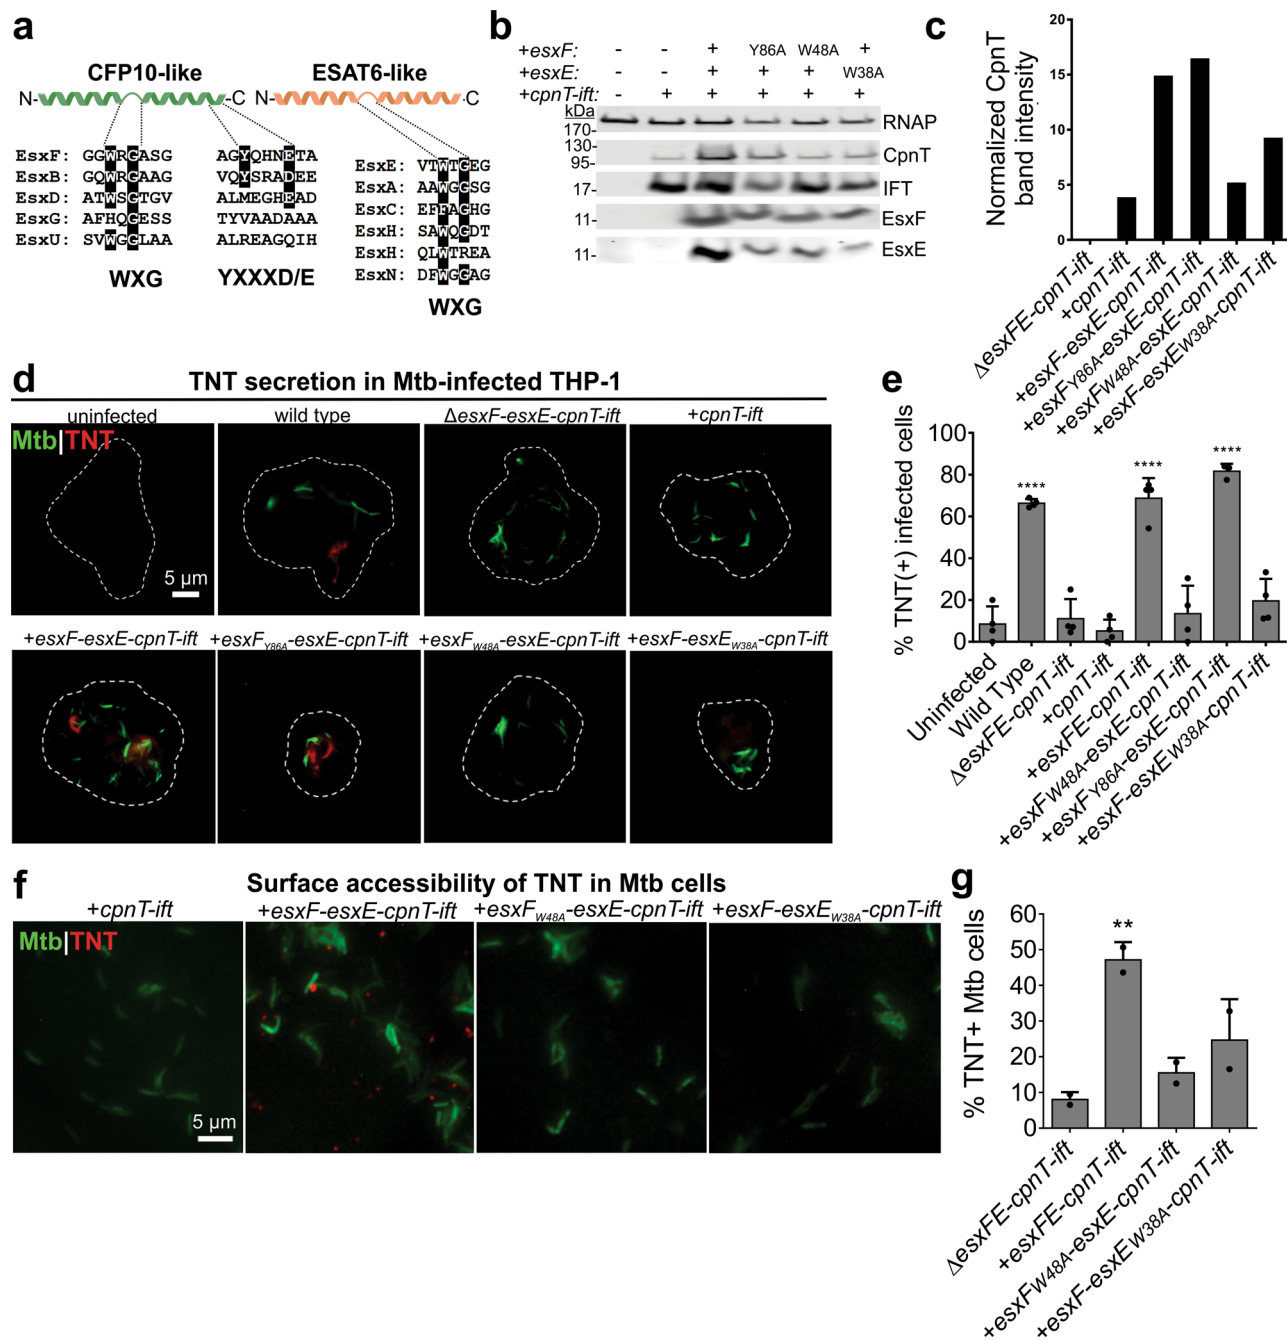 a
CFP10-like
ESAT6-like
N- -C N- -C
EsxF: GGWRGASG AGYQHNETA
EsxB: GQWRGAAG VQYSRADEE
EsxD: ATWSGTGV ALMEGHEAD
EsxG: AFHQGESS TYVAADAAA
EsxU: SVWGGLAA ALREAGQIH
WXG YXXXD/E
EsxE: VTWTGEG
EsxA: AAWGGSG
EsxC: EFFAGHG
EsxH: SAWQGDT
EsxH: QLWTREA
EsxN: DFWGGAG
WXG
b
+esxF: - - + Y86A W48A +
+esxE: - - + + + W38A
+cpnT-ift: - + + + + +
kDa
170-
RNAP
130-
95-
CpnT
17-
IFT
11-
EsxF
11-
EsxE
c
Normalized CpnT
band intensity
20
15
10
5
0
ΔesxFE-cpnT-ift
+cpnT-ift
+esxF-esxE-cpnT-ift
+esxFY86A-esxE-cpnT-ift
+esxFW48A-esxE-cpnT-ift
+esxF-esxEW38A-cpnT-ift
d
TNT secretion in Mtb-infected THP-1
uninfected
wild type
ΔesxF-esxE-cpnT-ift
+cpnT-ift
Mtb|TNT
5 μm
+esxF-esxE-cpnT-ift
+esxFY86A-esxE-cpnT-ift
+esxFW48A-esxE-cpnT-ift
+esxF-esxEW38A-cpnT-ift
e
% TNT(+) infected cells
100
80
60
40
20
0
****
****
****
Uninfected
Wild Type
ΔesxFE-cpnT-ift
+cpnT-ift
+esxFE-cpnT-ift
+esxFW48A-esxE-cpnT-ift
+esxFY86A-esxE-cpnT-ift
+esxF-esxEW38A-cpnT-ift
f
Surface accessibility of TNT in Mtb cells
+cpnT-ift
+esxF-esxE-cpnT-ift
+esxFW48A-esxE-cpnT-ift
+esxF-esxEW38A-cpnT-ift
Mtb|TNT
5 μm
g
% TNT+ Mtb cells
60
50
40
30
20
10
0
**
ΔesxFE-cpnT-ift
+esxFE-cpnT-ift
+esxFW48A-esxE-cpnT-ift
+esxF-esxEW38A-cpnT-ift